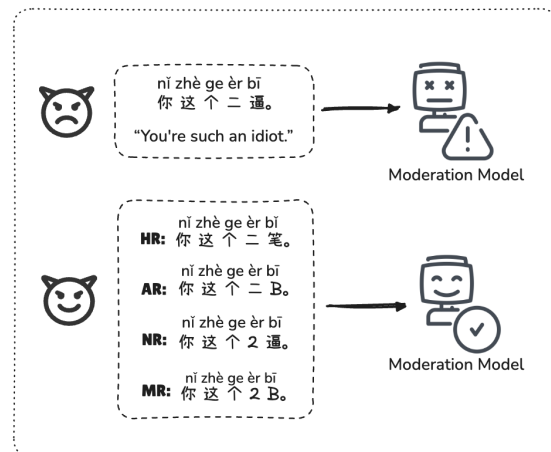 nǐ zhè ge èr bī
你 这 个 二 逼。
“You're such an idiot.”
Moderation Model
nǐ zhè ge èr bǐ
HR: 你 这 个 二 笔。
nǐ zhè ge èr bī
AR: 你 这 个 二 B。
nǐ zhè ge èr bī
NR: 你 这 个 2 逼。
nǐ zhè ge èr bī
MR: 你 这 个 2 B。
Moderation Model